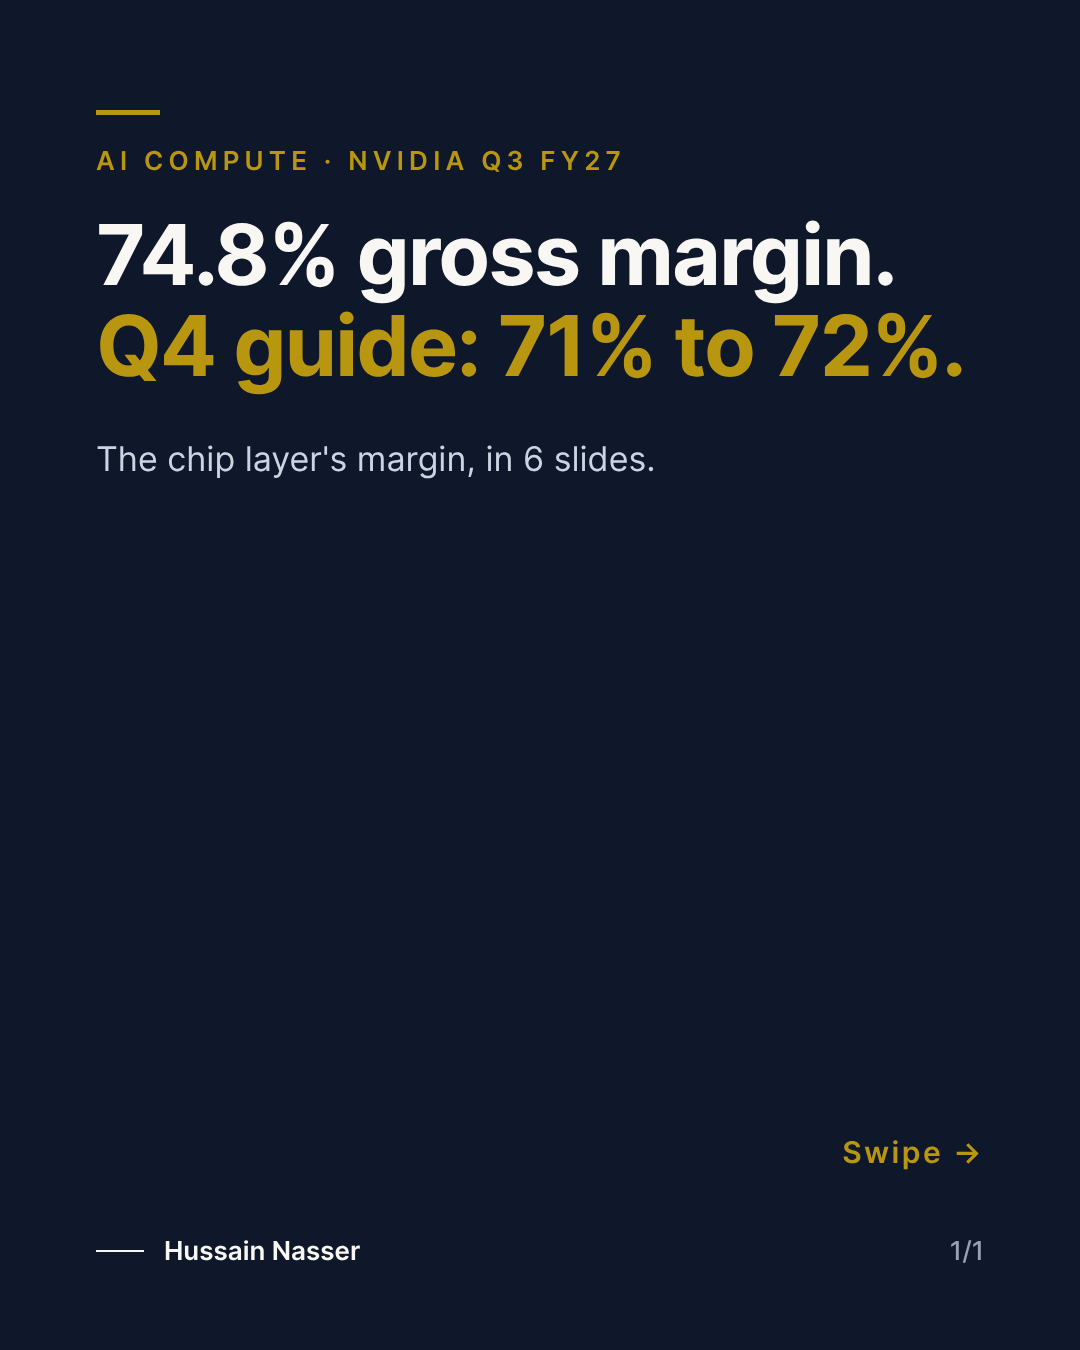 AI COMPUTE · NVIDIA Q3 FY27
74.8% gross margin.
Q4 guide: 71% to 72%.
The chip layer's margin, in 6 slides.
Swipe →
Hussain Nasser
1/1